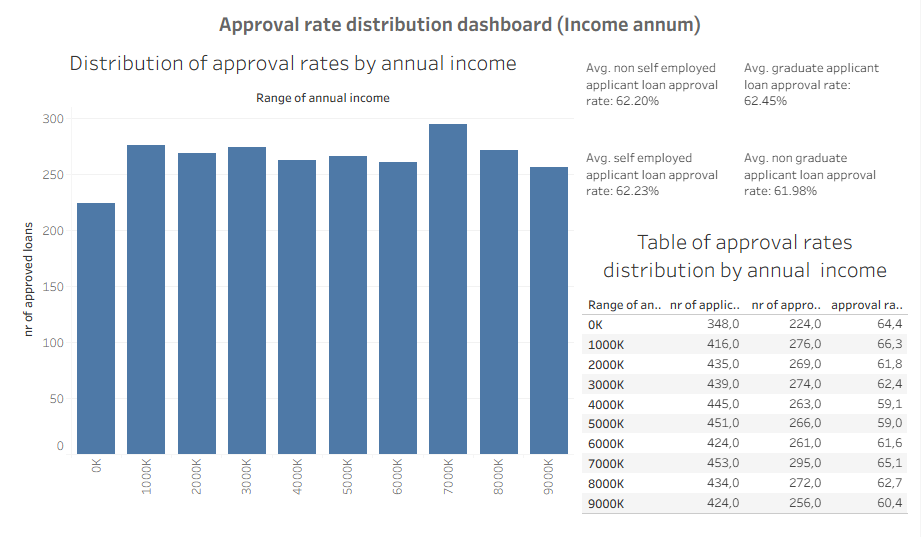 Approval rate distribution dashboard (Income annum)
Distribution of approval rates by annual income
Range of annual income
nr of approved loans
300
250
200
150
100
50
0
0K
1000K
2000K
3000K
4000K
5000K
6000K
7000K
8000K
9000K
Avg. non self employed
applicant loan approval
rate: 62.20%
Avg. graduate applicant
loan approval rate:
62.45%
Avg. self employed
applicant loan approval
rate: 62.23%
Avg. non graduate
applicant loan approval
rate: 61.98%
Table of approval rates
distribution by annual income
Range of an.. nr of applic.. nr of appro.. approval ra..
0K 348,0 224,0 64,4
1000K 416,0 276,0 66,3
2000K 435,0 269,0 61,8
3000K 439,0 274,0 62,4
4000K 445,0 263,0 59,1
5000K 451,0 266,0 59,0
6000K 424,0 261,0 61,6
7000K 453,0 295,0 65,1
8000K 434,0 272,0 62,7
9000K 424,0 256,0 60,4